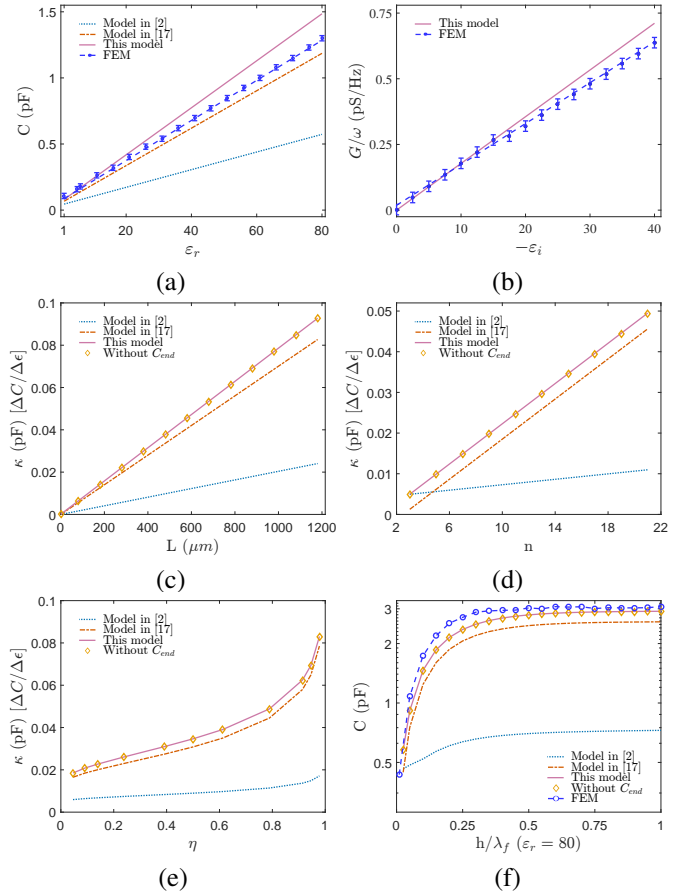 Model in [2]
Model in [17]
This model
FEM
C (pF)
1.5
1
0.5
0
1 20 40 60 80
εr
(a)
This model
FEM
G/ω (pS/Hz)
0.75
0.5
0.25
0
0 10 20 30 40
−εi
(b)
Model in [2]
Model in [17]
This model
Without Cend
κ (pF) [ΔC/Δϵ]
0.1
0.08
0.06
0.04
0.02
0
0 200 400 600 800 1000 1200
L (μm)
(c)
Model in [2]
Model in [17]
This model
Without Cend
κ (pF) [ΔC/Δϵ]
0.05
0.04
0.03
0.02
0.01
0
2 6 10 14 18 22
n
(d)
Model in [2]
Model in [17]
This model
Without Cend
κ (pF) [ΔC/Δϵ]
0.1
0.08
0.06
0.04
0.02
0
0 0.2 0.4 0.6 0.8 1
η
(e)
C (pF)
3
2
1
0.5
Model in [2]
Model in [17]
This model
Without Cend
FEM
0 0.25 0.5 0.75 1
h/λf (εr = 80)
(f)